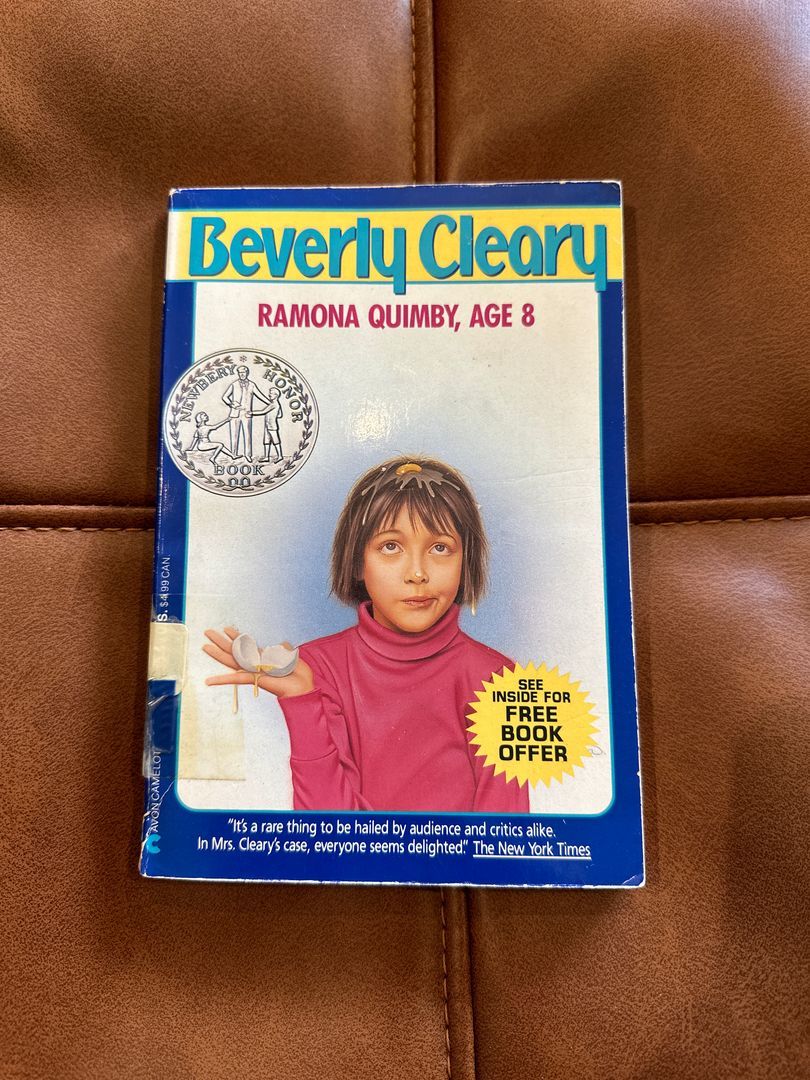 Beverly Cleary
RAMONA QUIMBY, AGE 8
NEWBERY HONOR
BOOK
S. $4.99 CAN.
SEE
INSIDE FOR
FREE
BOOK
OFFER
AVON CAMELOT
"It's a rare thing to be hailed by audience and critics alike.
In Mrs. Cleary's case, everyone seems delighted." The New York Times